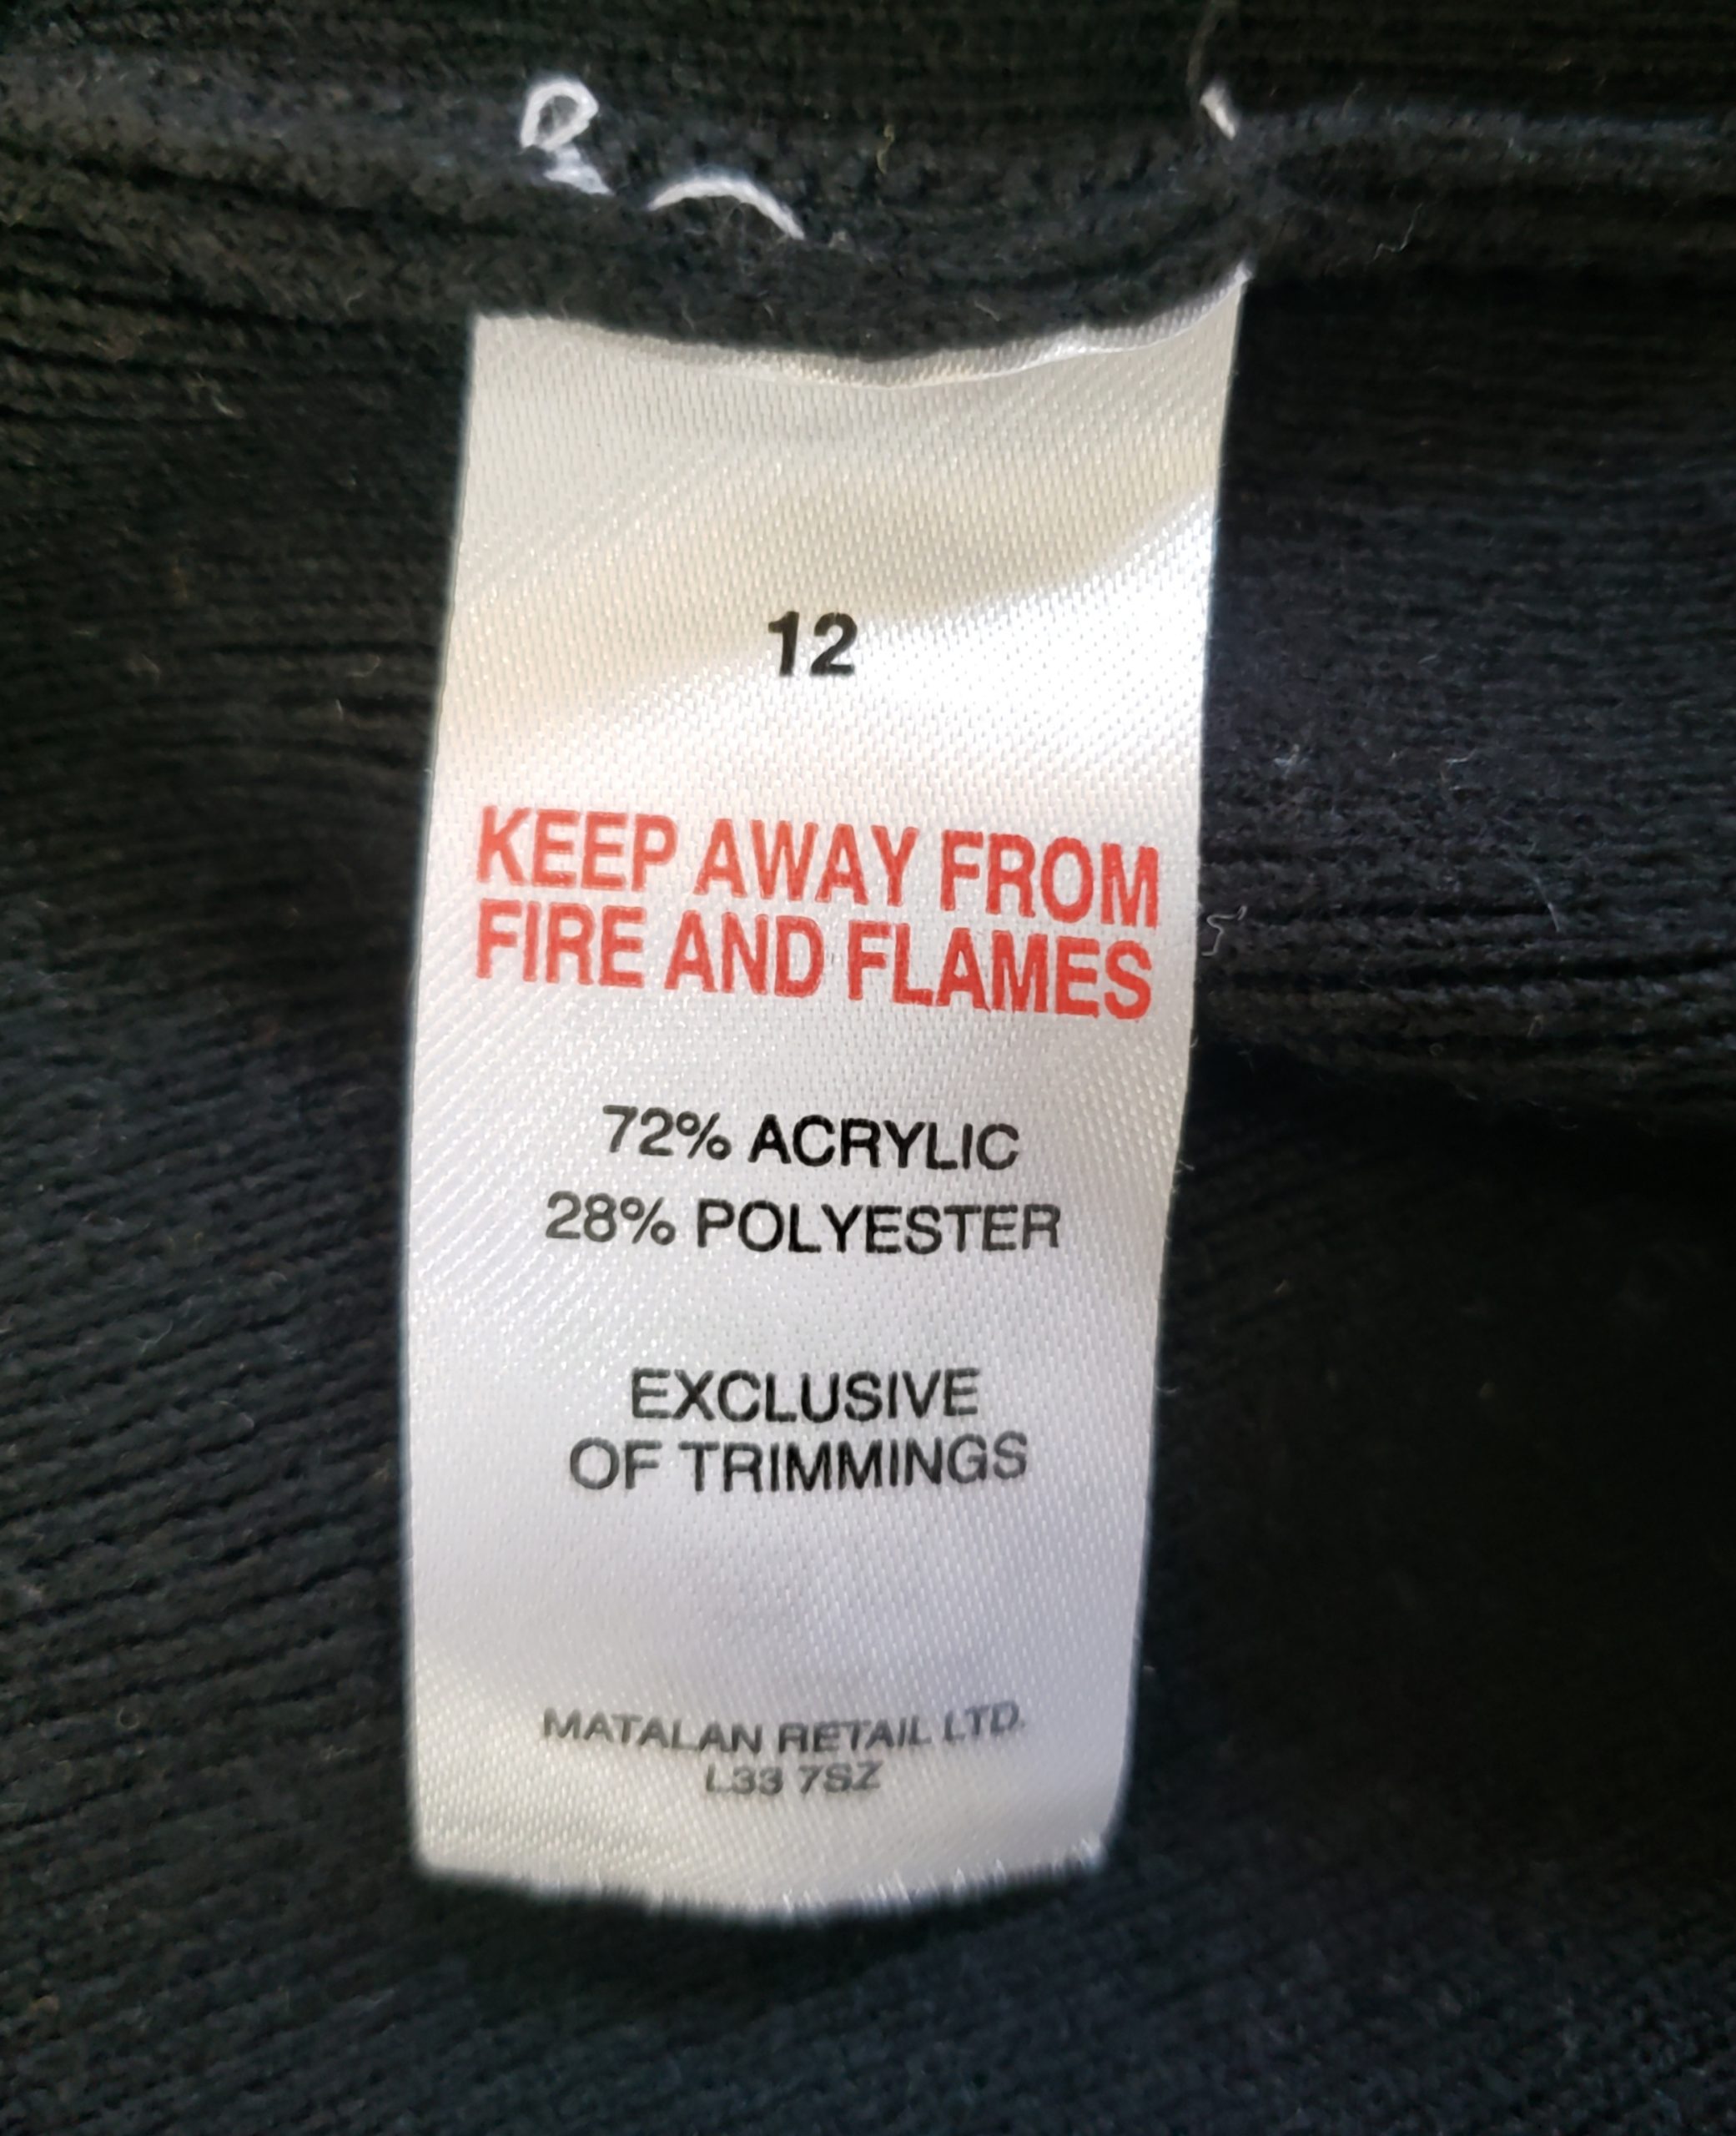 12
KEEP AWAY FROM
FIRE AND FLAMES
72% ACRYLIC
28% POLYESTER
EXCLUSIVE
OF TRIMMINGS
MATALAN RETAIL LTD.
L33 7SZ